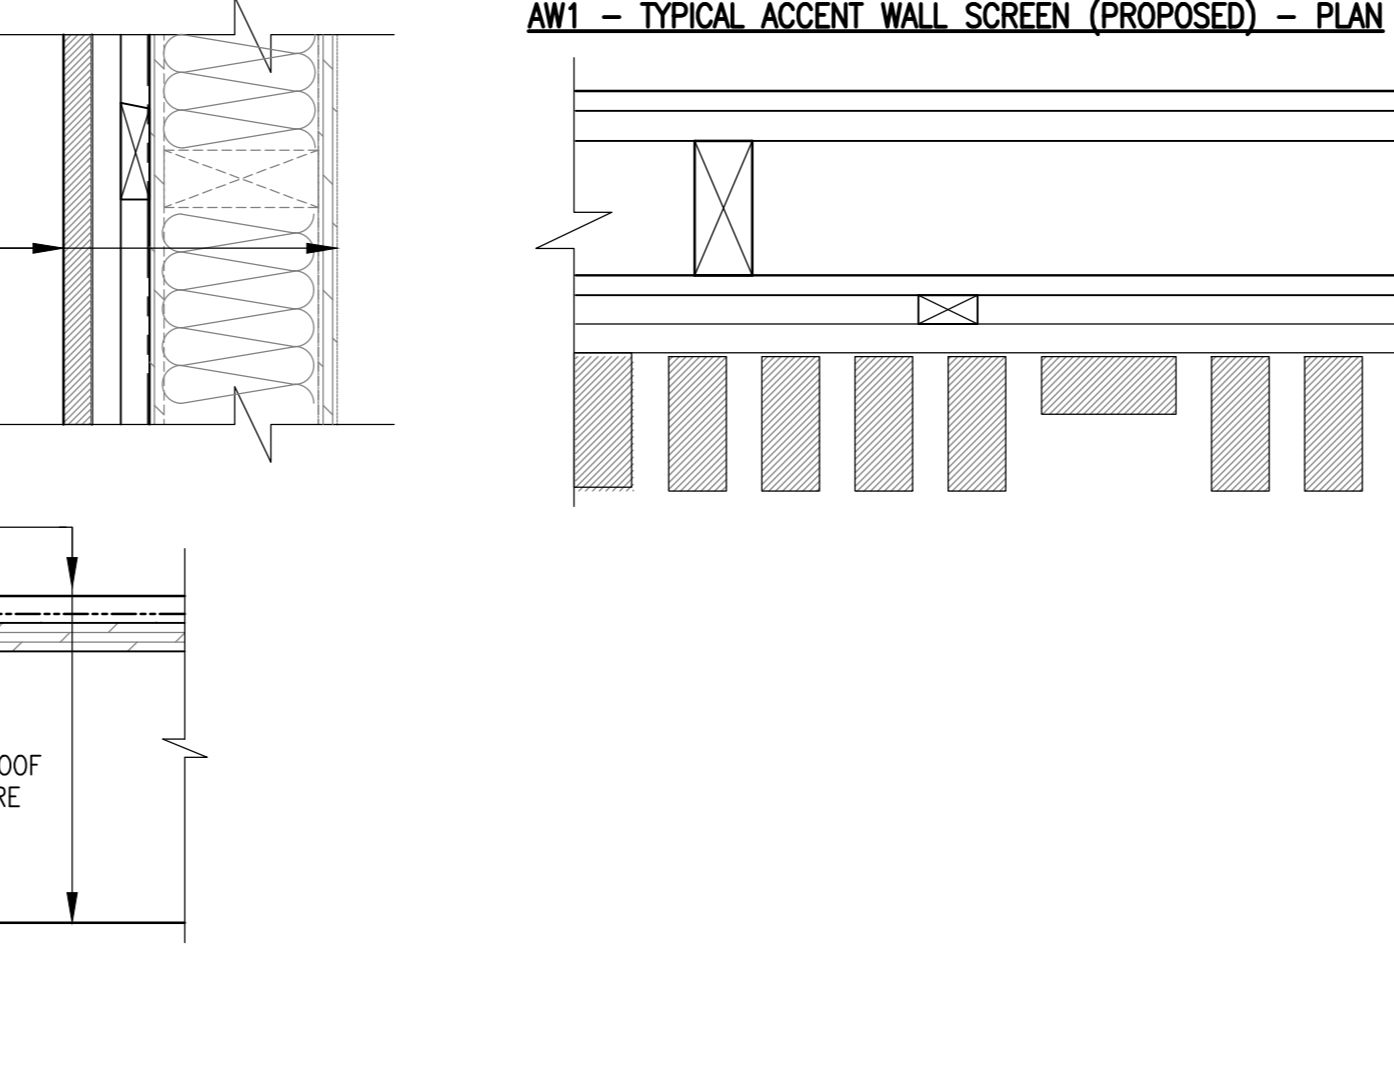 AW1 – TYPICAL ACCENT WALL SCREEN (PROPOSED) – PLAN
OOF
RE